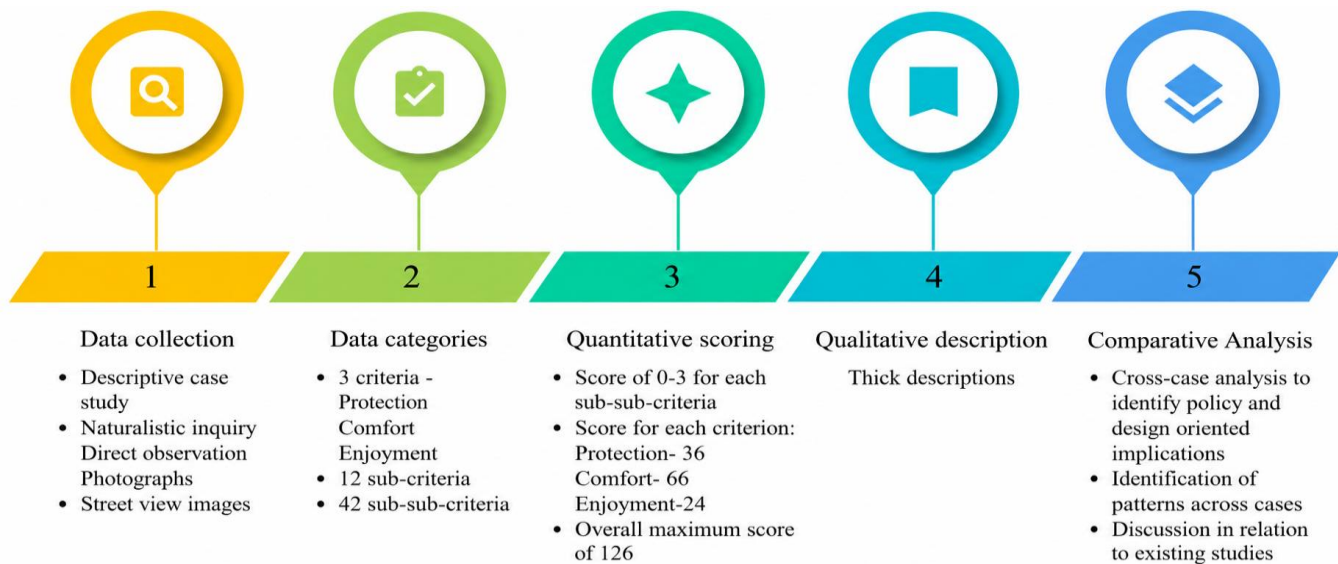 1
Data collection
• Descriptive case
study
• Naturalistic inquiry
Direct observation
Photographs
• Street view images
2
Data categories
• 3 criteria -
Protection
Comfort
Enjoyment
• 12 sub-criteria
• 42 sub-sub-criteria
3
Quantitative scoring
• Score of 0-3 for each
sub-sub-criteria
• Score for each criterion:
Protection- 36
Comfort- 66
Enjoyment-24
• Overall maximum score
of 126
4
Qualitative description
Thick descriptions
5
Comparative Analysis
• Cross-case analysis to
identify policy and
design oriented
implications
• Identification of
patterns across cases
• Discussion in relation
to existing studies